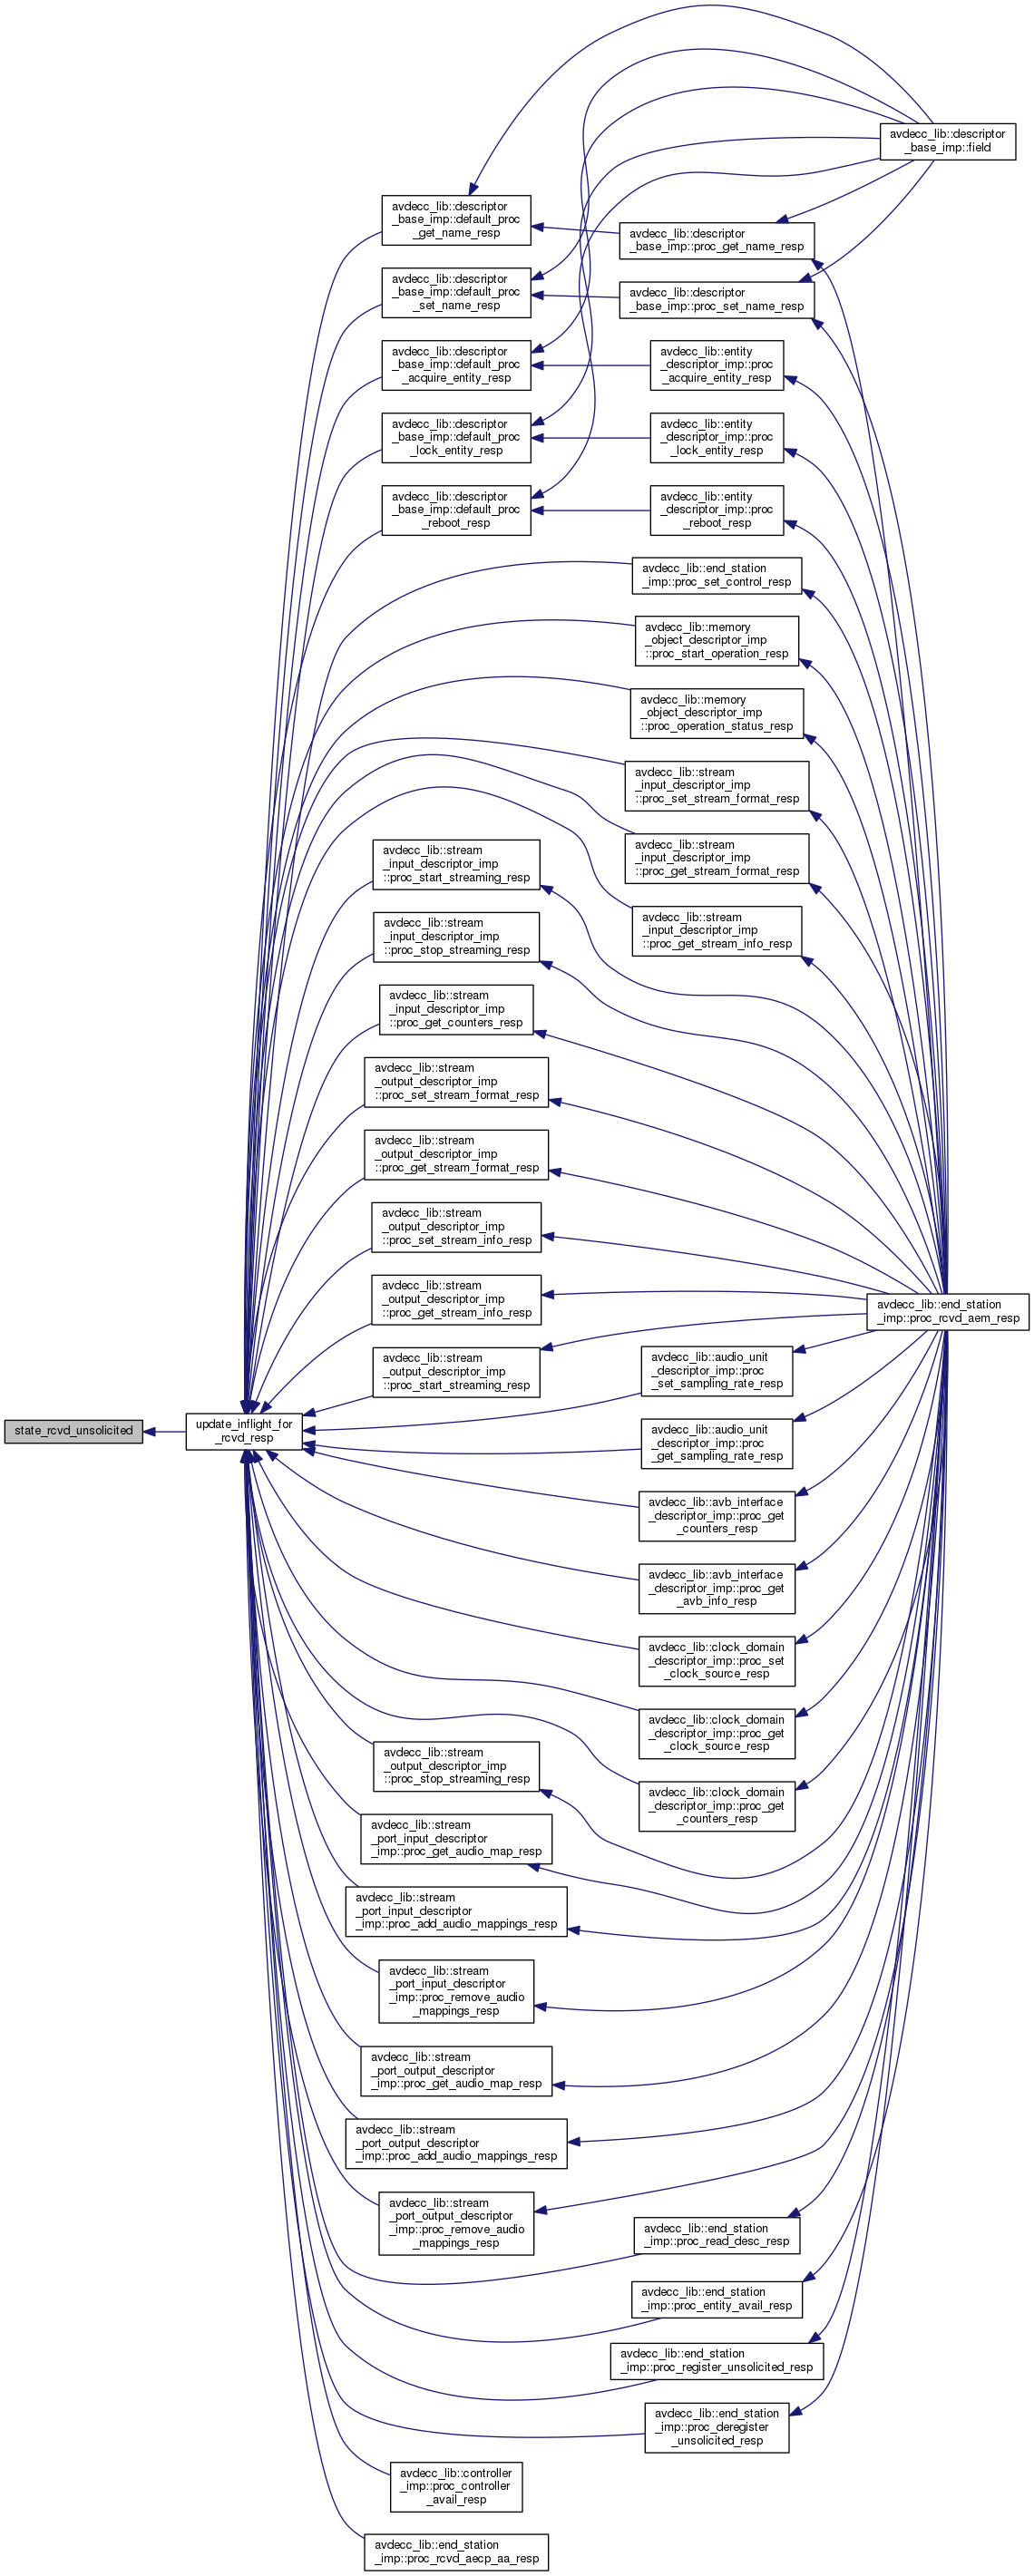 avdecc_lib::descriptor
_base_imp::field
avdecc_lib::descriptor
_base_imp::default_proc
_get_name_resp
avdecc_lib::descriptor
_base_imp::proc_get_name_resp
avdecc_lib::descriptor
_base_imp::default_proc
_set_name_resp
avdecc_lib::descriptor
_base_imp::proc_set_name_resp
avdecc_lib::descriptor
_base_imp::default_proc
_acquire_entity_resp
avdecc_lib::entity
_descriptor_imp::proc
_acquire_entity_resp
avdecc_lib::descriptor
_base_imp::default_proc
_lock_entity_resp
avdecc_lib::entity
_descriptor_imp::proc
_lock_entity_resp
avdecc_lib::descriptor
_base_imp::default_proc
_reboot_resp
avdecc_lib::entity
_descriptor_imp::proc
_reboot_resp
avdecc_lib::end_station
_imp::proc_set_control_resp
avdecc_lib::memory
_object_descriptor_imp
::proc_start_operation_resp
avdecc_lib::memory
_object_descriptor_imp
::proc_operation_status_resp
avdecc_lib::stream
_input_descriptor_imp
::proc_set_stream_format_resp
avdecc_lib::stream
_input_descriptor_imp
::proc_get_stream_format_resp
avdecc_lib::stream
_input_descriptor_imp
::proc_start_streaming_resp
avdecc_lib::stream
_input_descriptor_imp
::proc_get_stream_info_resp
avdecc_lib::stream
_input_descriptor_imp
::proc_stop_streaming_resp
avdecc_lib::stream
_input_descriptor_imp
::proc_get_counters_resp
avdecc_lib::stream
_output_descriptor_imp
::proc_set_stream_format_resp
avdecc_lib::stream
_output_descriptor_imp
::proc_get_stream_format_resp
avdecc_lib::stream
_output_descriptor_imp
::proc_set_stream_info_resp
avdecc_lib::stream
_output_descriptor_imp
::proc_get_stream_info_resp
avdecc_lib::end_station
_imp::proc_rcvd_aem_resp
avdecc_lib::stream
_output_descriptor_imp
::proc_start_streaming_resp
avdecc_lib::audio_unit
_descriptor_imp::proc
_set_sampling_rate_resp
state_rcvd_unsolicited
update_inflight_for
_rcvd_resp
avdecc_lib::audio_unit
_descriptor_imp::proc
_get_sampling_rate_resp
avdecc_lib::avb_interface
_descriptor_imp::proc_get
_counters_resp
avdecc_lib::avb_interface
_descriptor_imp::proc_get
_avb_info_resp
avdecc_lib::clock_domain
_descriptor_imp::proc_set
_clock_source_resp
avdecc_lib::clock_domain
_descriptor_imp::proc_get
_clock_source_resp
avdecc_lib::stream
_output_descriptor_imp
::proc_stop_streaming_resp
avdecc_lib::clock_domain
_descriptor_imp::proc_get
_counters_resp
avdecc_lib::stream
_port_input_descriptor
_imp::proc_get_audio_map_resp
avdecc_lib::stream
_port_input_descriptor
_imp::proc_add_audio_mappings_resp
avdecc_lib::stream
_port_input_descriptor
_imp::proc_remove_audio
_mappings_resp
avdecc_lib::stream
_port_output_descriptor
_imp::proc_get_audio_map_resp
avdecc_lib::stream
_port_output_descriptor
_imp::proc_add_audio_mappings_resp
avdecc_lib::stream
_port_output_descriptor
_imp::proc_remove_audio
_mappings_resp
avdecc_lib::end_station
_imp::proc_read_desc_resp
avdecc_lib::end_station
_imp::proc_entity_avail_resp
avdecc_lib::end_station
_imp::proc_register_unsolicited_resp
avdecc_lib::end_station
_imp::proc_deregister
_unsolicited_resp
avdecc_lib::controller
_imp::proc_controller
_avail_resp
avdecc_lib::end_station
_imp::proc_rcvd_aecp_aa_resp